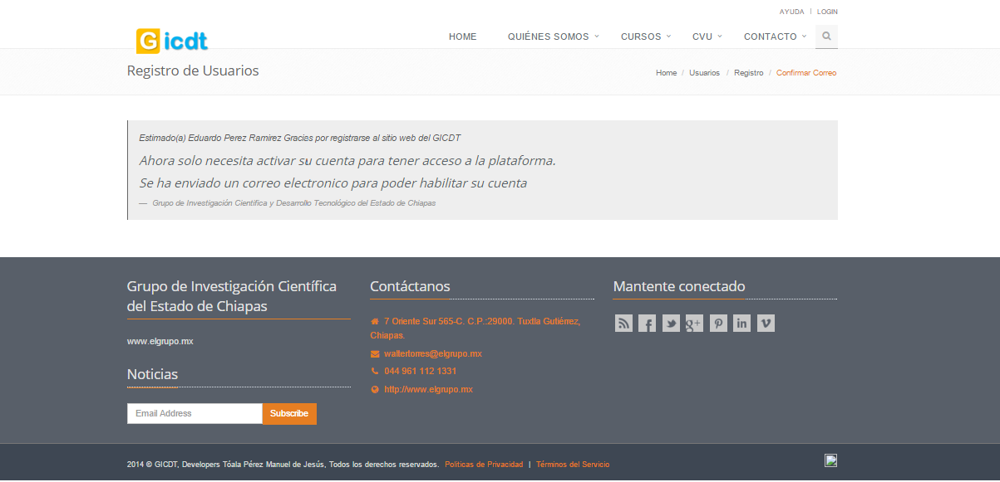 AYUDA | LOGIN
Gicdt
HOME QUIÉNES SOMOS CURSOS CVU CONTACTO
Registro de Usuarios
Home / Usuarios / Registro / Confirmar Correo
Estimado(a) Eduardo Perez Ramirez Gracias por registrarse al sitio web del GICDT
Ahora solo necesita activar su cuenta para tener acceso a la plataforma.
Se ha enviado un correo electronico para poder habilitar su cuenta
— Grupo de Investigación Científica y Desarrollo Tecnológico del Estado de Chiapas
Grupo de Investigación Científica
del Estado de Chiapas
www.elgrupo.mx
Noticias
Email Address Subscribe
Contáctanos
7 Oriente Sur 565-C. C.P.:29000. Tuxtla Gutiérrez,
Chiapas.
waltertorres@elgrupo.mx
044 961 112 1331
http://www.elgrupo.mx
Mantente conectado
2014 © GICDT, Developers Tóala Pérez Manuel de Jesús, Todos los derechos reservados. Politicas de Privacidad | Términos del Servicio